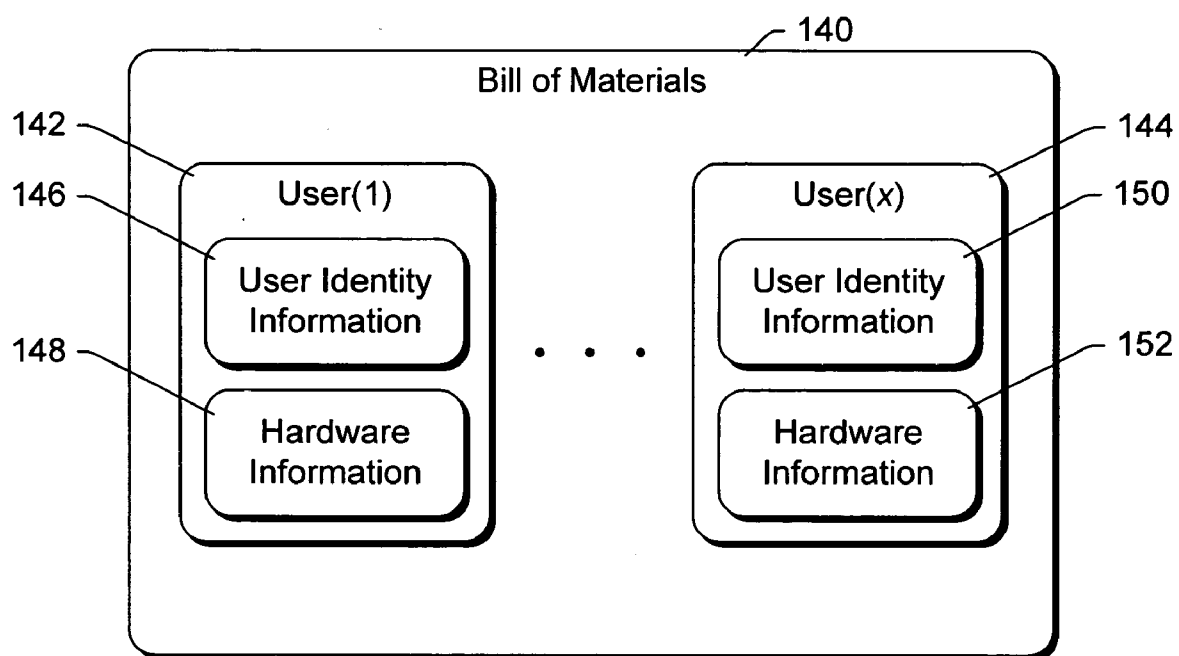 140
Bill of Materials
142
144
User(1)
User(x)
146
150
User Identity
Information
User Identity
Information
148
152
Hardware
Information
Hardware
Information